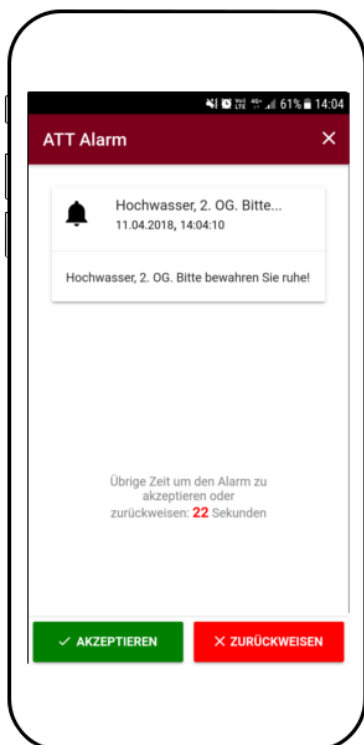 61% 14:04
ATT Alarm
Hochwasser, 2. OG. Bitte...
11.04.2018, 14:04:10
Hochwasser, 2. OG. Bitte bewahren Sie ruhe!
Übrige Zeit um den Alarm zu
akzeptieren oder
zurückweisen: 22 Sekunden
AKZEPTIEREN
ZURÜCKWEISEN